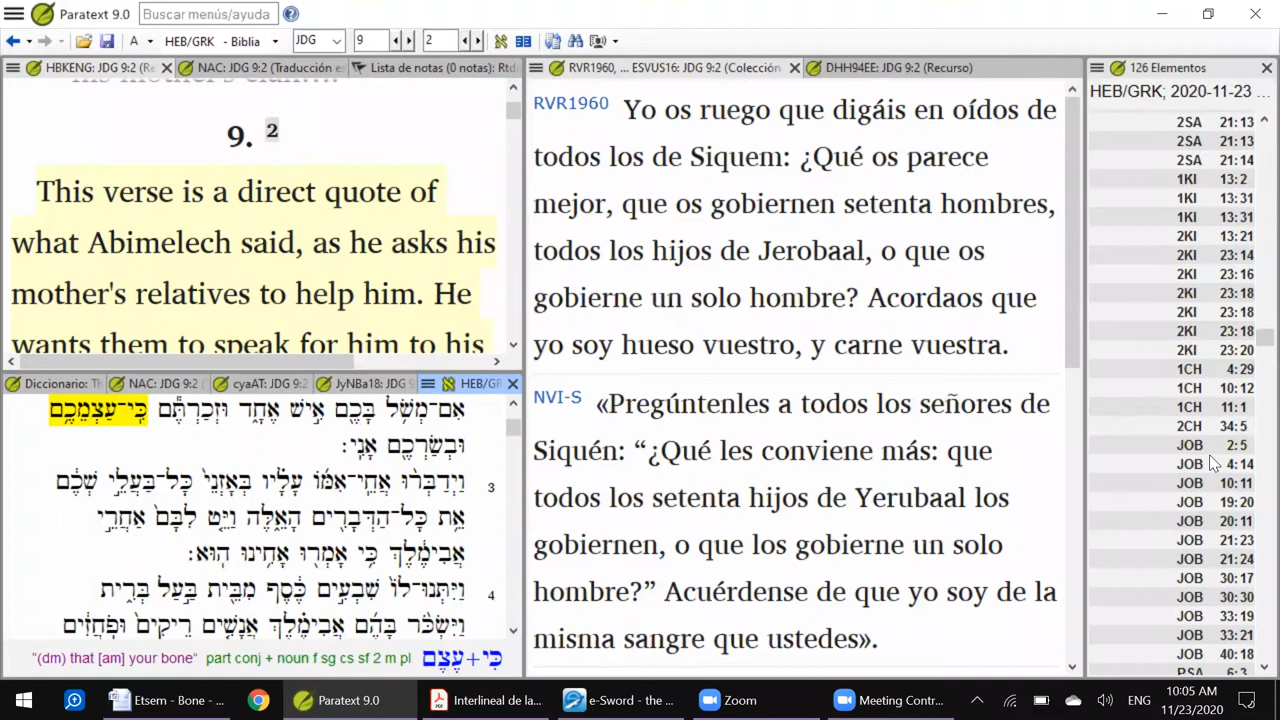 Paratext 9.0
Buscar menús/ayuda
A
HEB/GRK - Biblia
JDG
9
2
HBKENG: JDG 9:2 (Re
NAC: JDG 9:2 (Traducción e
Lista de notas (0 notas): Rtd
his mother's clan...
9. 2
This verse is a direct quote of
what Abimelech said, as he asks his
mother's relatives to help him. He
wants them to speak for him to his
Diccionario: Th
NAC: JDG 9:2
cyaAT: JDG 9:2
JyNBa18: JDG 9
HEB/GR
אִם־מְשֹׁ֥ל בָּכֶ֖ם אִ֣ישׁ אֶחָ֑ד וּזְכַרְתֶּ֕ם כִּֽי־עַצְמֵכֶ֥ם
וּבְשַׂרְכֶ֖ם אָֽנִי׃
3 וַיְדַבְּר֨וּ אֲחֵֽי־אִמּ֜וֹ עָלָ֗יו בְּאׇזְנֵי֙ כׇּל־בַּעֲלֵ֣י שְׁכֶ֔ם
אֵ֥ת כׇּל־הַדְּבָרִ֖ים הָאֵ֑לֶּה וַיֵּ֤ט לִבָּם֙ אַחֲרֵ֣י
אֲבִימֶ֔לֶךְ כִּ֥י אָמְר֖וּ אָחִ֥ינוּ הֽוּא׃
4 וַיִּתְּנוּ־לוֹ֙ שִׁבְעִ֣ים כֶּ֔סֶף מִבֵּ֖ית בַּ֣עַל בְּרִ֑ית
וַיִּשְׂכֹּ֨ר בָּהֶ֜ם אֲבִימֶ֗לֶךְ אֲנָשִׁ֤ים רֵיקִים֙ וּפֹ֣חֲזִ֔ים
"(dm) that [am] your bone" part conj + noun f sg cs sf 2 m pl כִּי+עֶצֶם
RVR1960, ... ESVUS16: JDG 9:2 (Colección
DHH94EE: JDG 9:2 (Recurso)
RVR1960 Yo os ruego que digáis en oídos de
todos los de Siquem: ¿Qué os parece
mejor, que os gobiernen setenta hombres,
todos los hijos de Jerobaal, o que os
gobierne un solo hombre? Acordaos que
yo soy hueso vuestro, y carne vuestra.
NVI-S «Pregúntenles a todos los señores de
Siquén: “¿Qué les conviene más: que
todos los setenta hijos de Yerubaal los
gobiernen, o que los gobierne un solo
hombre?” Acuérdense de que yo soy de la
misma sangre que ustedes».
126 Elementos
HEB/GRK; 2020-11-23 ...
2SA 21:13
2SA 21:13
2SA 21:14
1KI 13:2
1KI 13:31
1KI 13:31
2KI 13:21
2KI 23:14
2KI 23:16
2KI 23:18
2KI 23:18
2KI 23:18
2KI 23:20
1CH 4:29
1CH 10:12
1CH 11:1
2CH 34:5
JOB 2:5
JOB 4:14
JOB 10:11
JOB 19:20
JOB 20:11
JOB 21:23
JOB 21:24
JOB 30:17
JOB 30:30
JOB 33:19
JOB 33:21
JOB 40:18
PSA 6:3
Etsem - Bone - ...
Paratext 9.0
Interlineal de la...
e-Sword - the ...
Zoom
Meeting Contr...
ENG
10:05 AM
11/23/2020